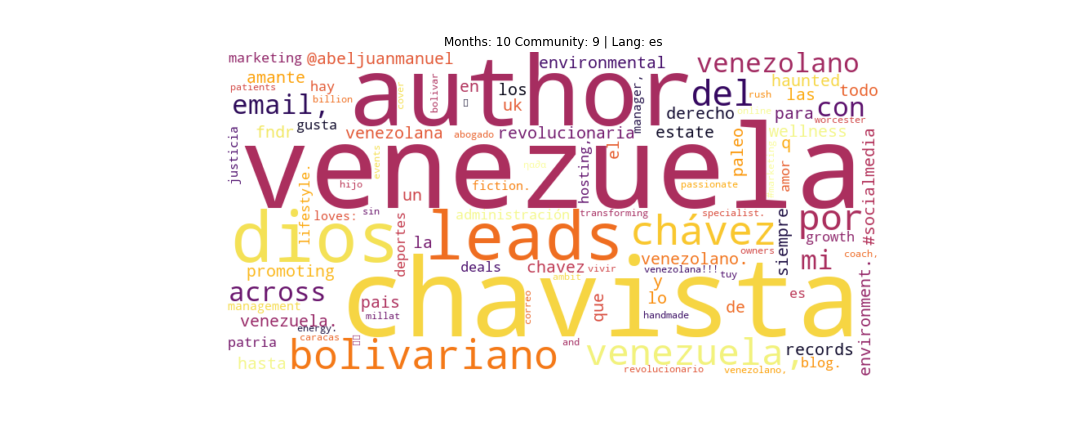 Months: 10 Community: 9 | Lang: es
marketing @abeljuanmanuel environmental venezolano
patients amante hay billion cover bolivar en los manager, haunted
author uk del las todo
email, rush con
fndr gusta venezolana abogado revolucionaria derecho para worcester
estate wellness
justicia events hosting, el paleo q amor
venezuela
hijo un fiction. passionate
lifestyle. loves: sin administración transforming specialist. por #socialmedia
dios deportes la leads chávez siempre growth
promoting deals chavez vivir venezolano. owners mi coach,
venezolana!!! tuy
across pais chavista ambit y lo de es
management millat correo que handmade environment.
venezuela. energy.
patria caracas bolivariano and venezuela, records
hasta revolucionario venezolano. blog.